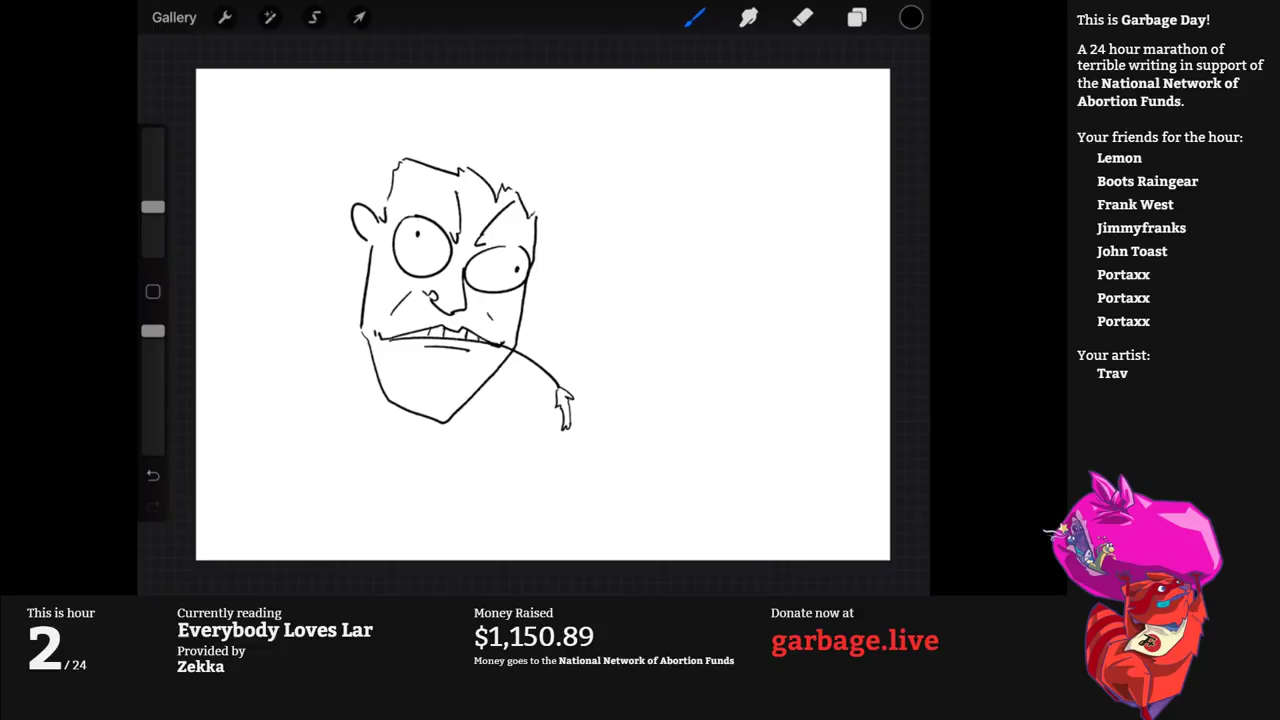 Gallery
This is Garbage Day!
A 24 hour marathon of
terrible writing in support of
the National Network of
Abortion Funds.
Your friends for the hour:
Lemon
Boots Raingear
Frank West
Jimmyfranks
John Toast
Portaxx
Portaxx
Portaxx
Your artist:
Trav
This is hour
2 / 24
Currently reading
Everybody Loves Lar
Provided by
Zekka
Money Raised
$1,150.89
Money goes to the National Network of Abortion Funds
Donate now at
garbage.live